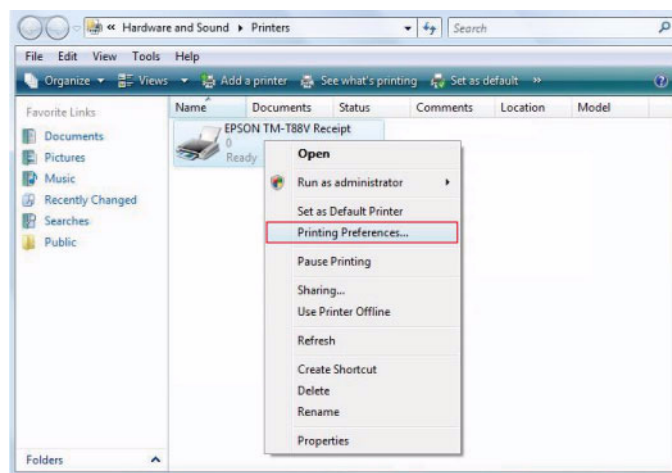 « Hardware and Sound ▸ Printers
Search
File Edit View Tools Help
Organize Views Add a printer See what's printing Set as default »
Favorite Links
Documents
Pictures
Music
Recently Changed
Searches
Public
Folders
Name Documents Status Comments Location Model
EPSON TM-T88V Receipt
0
Ready
Open
Run as administrator
Set as Default Printer
Printing Preferences...
Pause Printing
Sharing...
Use Printer Offline
Refresh
Create Shortcut
Delete
Rename
Properties